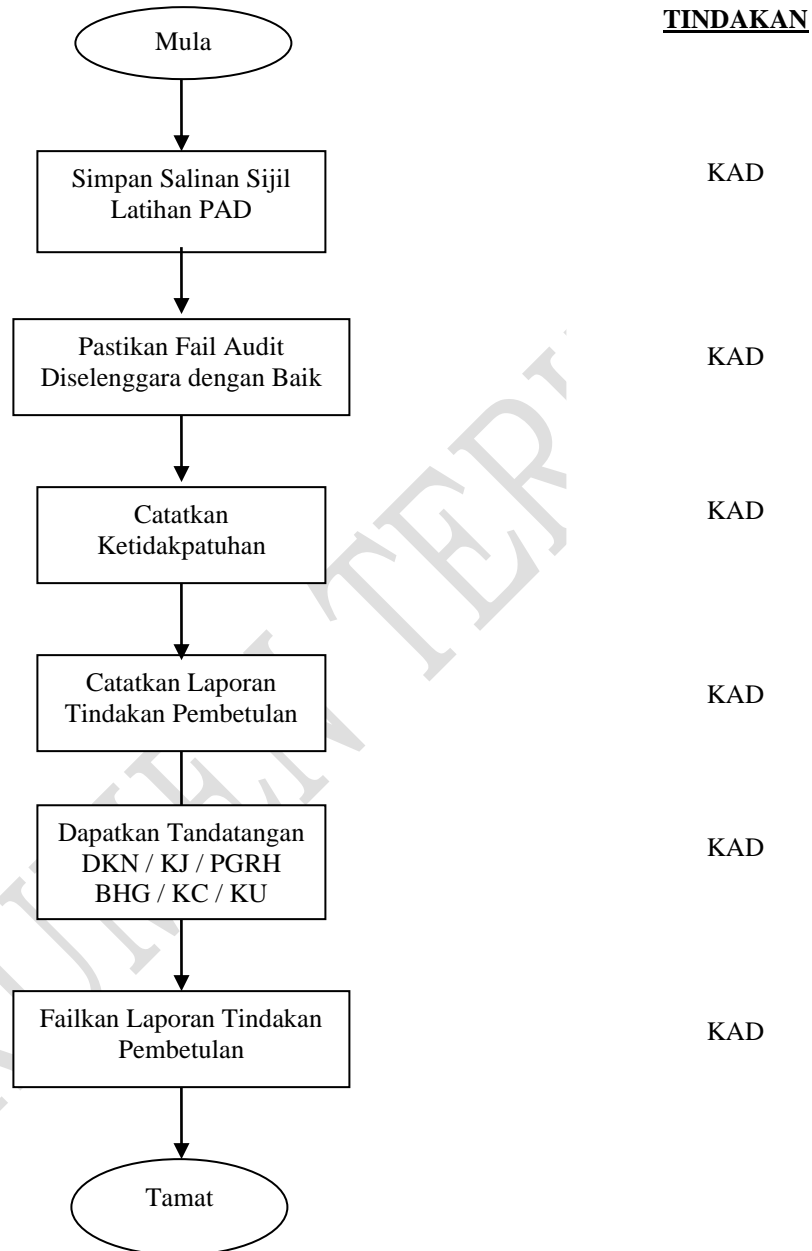 TINDAKAN
Mula
Simpan Salinan Sijil
Latihan PAD
KAD
Pastikan Fail Audit
Diselenggara dengan Baik
KAD
Catatkan
Ketidakpatuhan
KAD
Catatkan Laporan
Tindakan Pembetulan
KAD
Dapatkan Tandatangan
DKN / KJ / PGRH
BHG / KC / KU
KAD
Failkan Laporan Tindakan
Pembetulan
KAD
Tamat